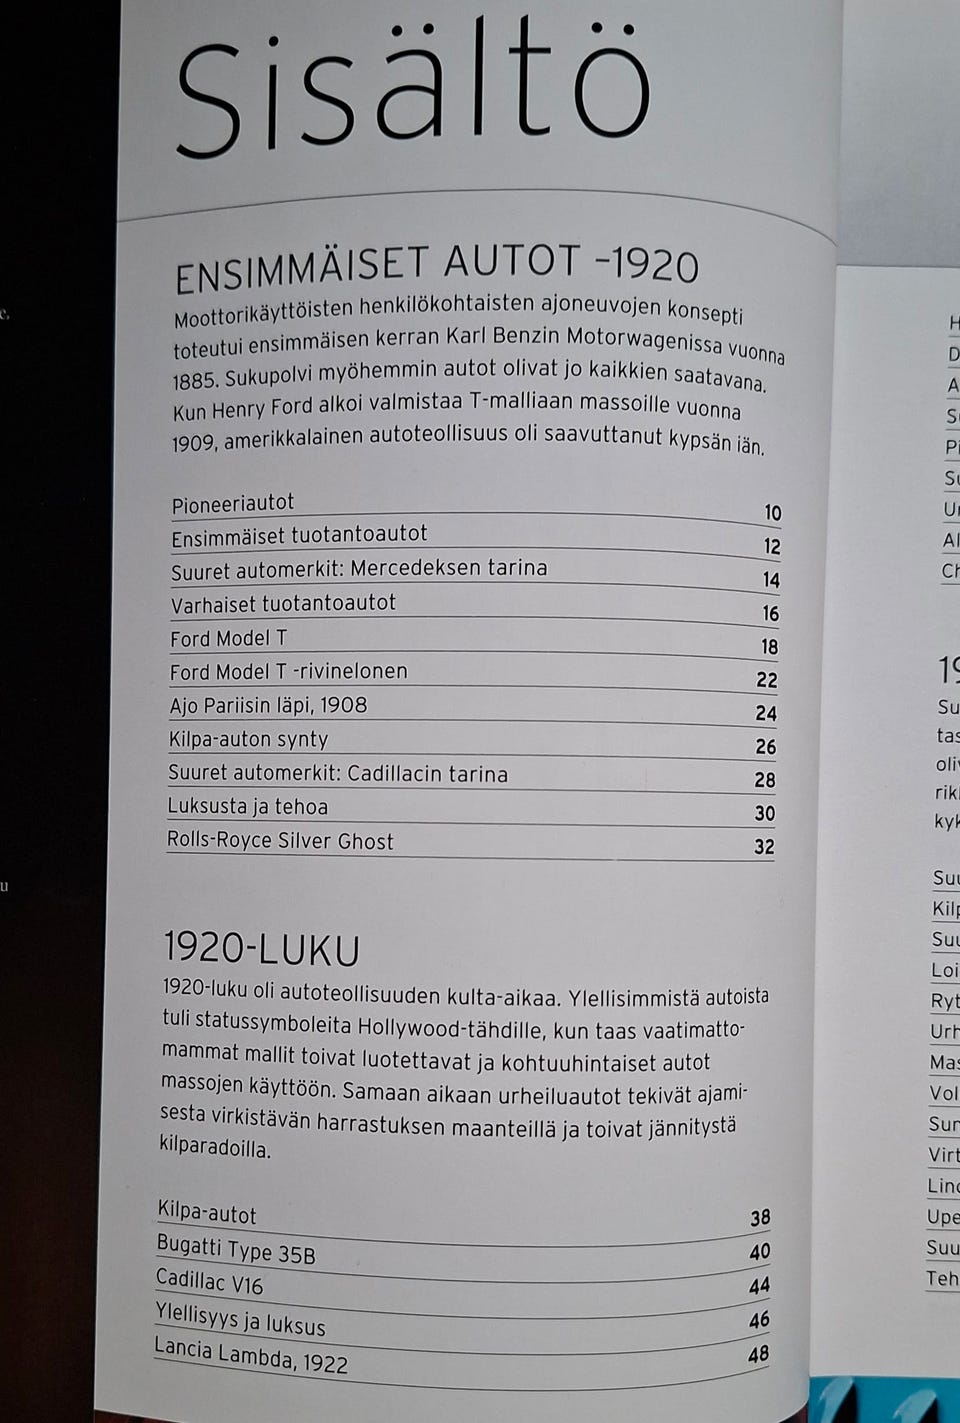 Sisältö
ENSIMMÄISET AUTOT -1920
Moottorikäyttöisten henkilökohtaisten ajoneuvojen konsepti
toteutui ensimmäisen kerran Karl Benzin Motorwagenissa vuonna
1885. Sukupolvi myöhemmin autot olivat jo kaikkien saatavana.
Kun Henry Ford alkoi valmistaa T-malliaan massoille vuonna
1909, amerikkalainen autoteollisuus oli saavuttanut kypsän iän.
Pioneeriautot 10
Ensimmäiset tuotantoautot 12
Suuret automerkit: Mercedeksen tarina 14
Varhaiset tuotantoautot 16
Ford Model T 18
Ford Model T -rivinelonen 22
Ajo Pariisin läpi, 1908 24
Kilpa-auton synty 26
Suuret automerkit: Cadillacin tarina 28
Luksusta ja tehoa 30
Rolls-Royce Silver Ghost 32
1920-LUKU
1920-luku oli autoteollisuuden kulta-aikaa. Ylellisimmistä autoista
tuli statussymboleita Hollywood-tähdille, kun taas vaatimatto-
mammat mallit toivat luotettavat ja kohtuuhintaiset autot
massojen käyttöön. Samaan aikaan urheiluautot tekivät ajami-
sesta virkistävän harrastuksen maanteillä ja toivat jännitystä
kilparadoilla.
Kilpa-autot 38
Bugatti Type 35B 40
Cadillac V16 44
Ylellisyys ja luksus 46
Lancia Lambda, 1922 48